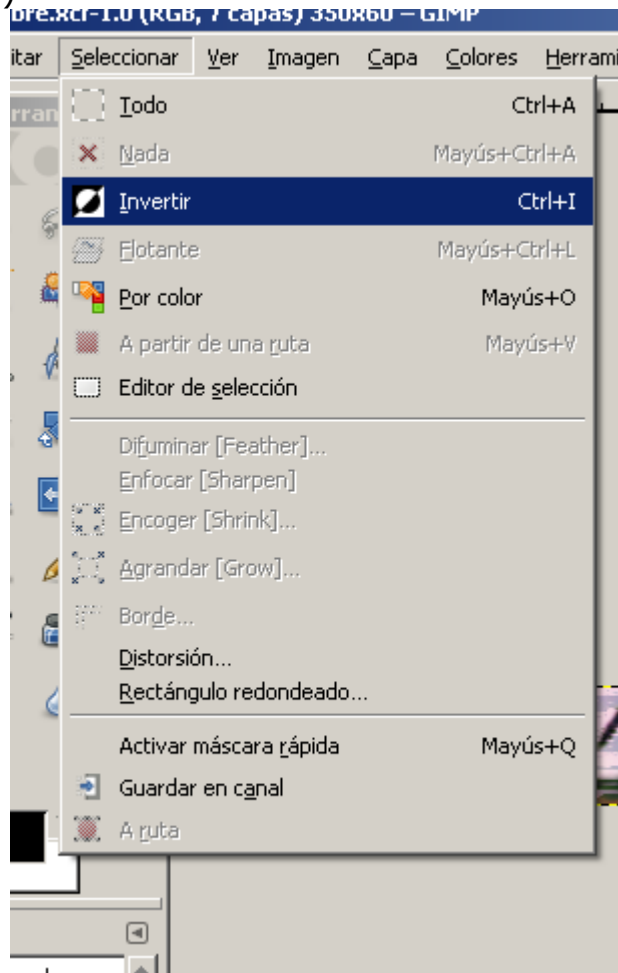 )
bre.xcf-1.0 (RGB, 7 capas) 350x60 – GIMP
itar Seleccionar Ver Imagen Capa Colores Herrami
rran
Todo Ctrl+A
Nada Mayús+Ctrl+A
Invertir Ctrl+I
Flotante Mayús+Ctrl+L
Por color Mayús+O
A partir de una ruta Mayús+V
Editor de selección
Difuminar [Feather]...
Enfocar [Sharpen]
Encoger [Shrink]...
Agrandar [Grow]...
Borde...
Distorsión...
Rectángulo redondeado...
Activar máscara rápida Mayús+Q
Guardar en canal
A ruta